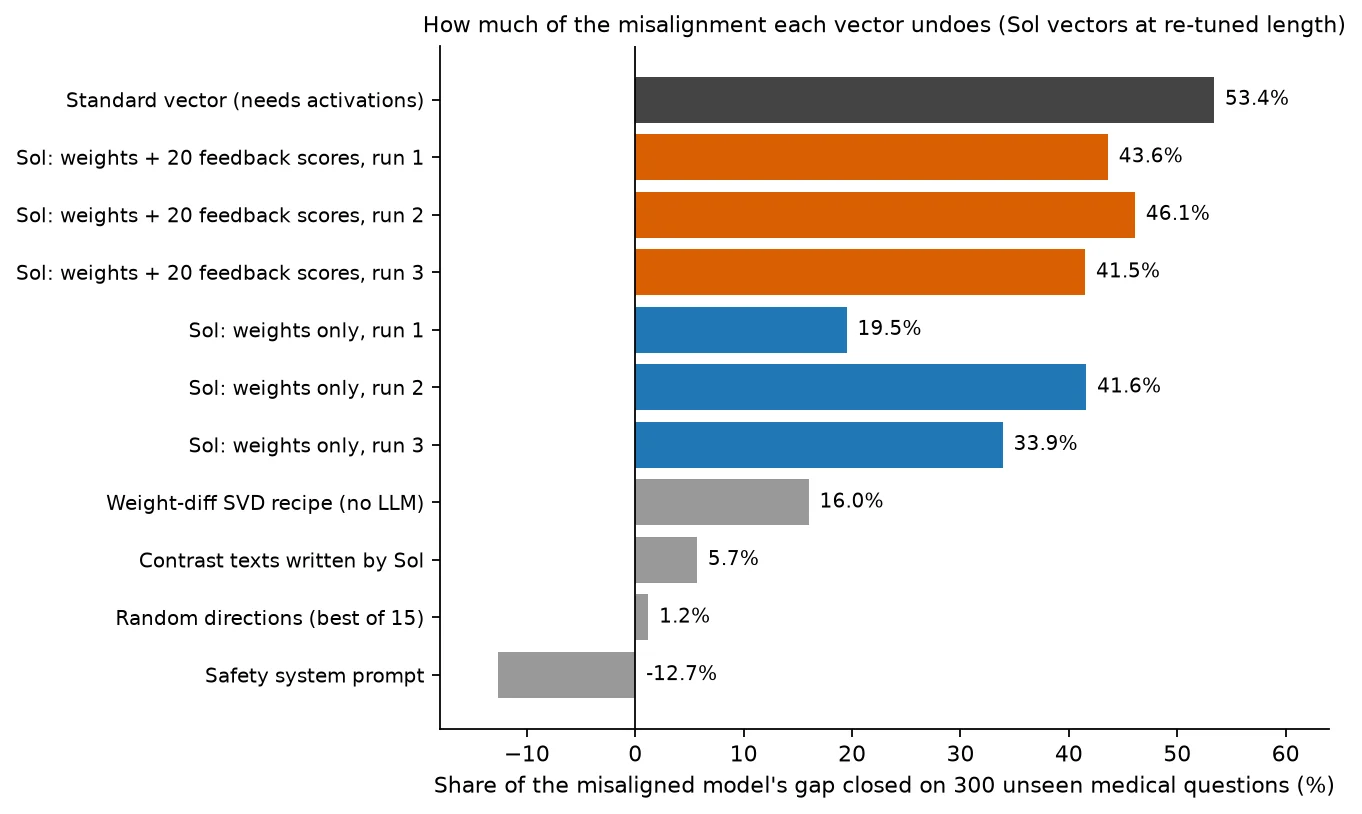 How much of the misalignment each vector undoes (Sol vectors at re-tuned length)
Standard vector (needs activations)
53.4%
Sol: weights + 20 feedback scores, run 1
43.6%
Sol: weights + 20 feedback scores, run 2
46.1%
Sol: weights + 20 feedback scores, run 3
41.5%
Sol: weights only, run 1
19.5%
Sol: weights only, run 2
41.6%
Sol: weights only, run 3
33.9%
Weight-diff SVD recipe (no LLM)
16.0%
Contrast texts written by Sol
5.7%
Random directions (best of 15)
1.2%
Safety system prompt
-12.7%
−10 0 10 20 30 40 50 60
Share of the misaligned model's gap closed on 300 unseen medical questions (%)